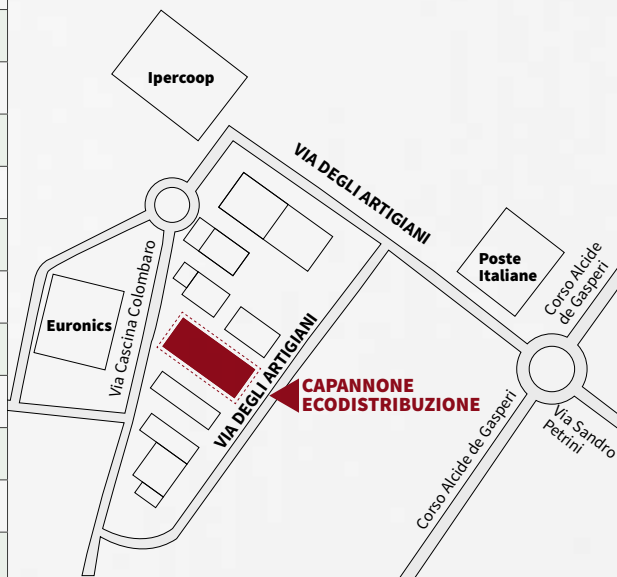 Ipercoop
VIA DEGLI ARTIGIANI
Poste
Italiane
Corso Alcide
de Gasperi
Via Cascina Colombaro
Euronics
VIA DEGLI ARTIGIANI
CAPANNONE
ECODISTRIBUZIONE
Corso Alcide de Gasperi
Via Sandro
Petrini